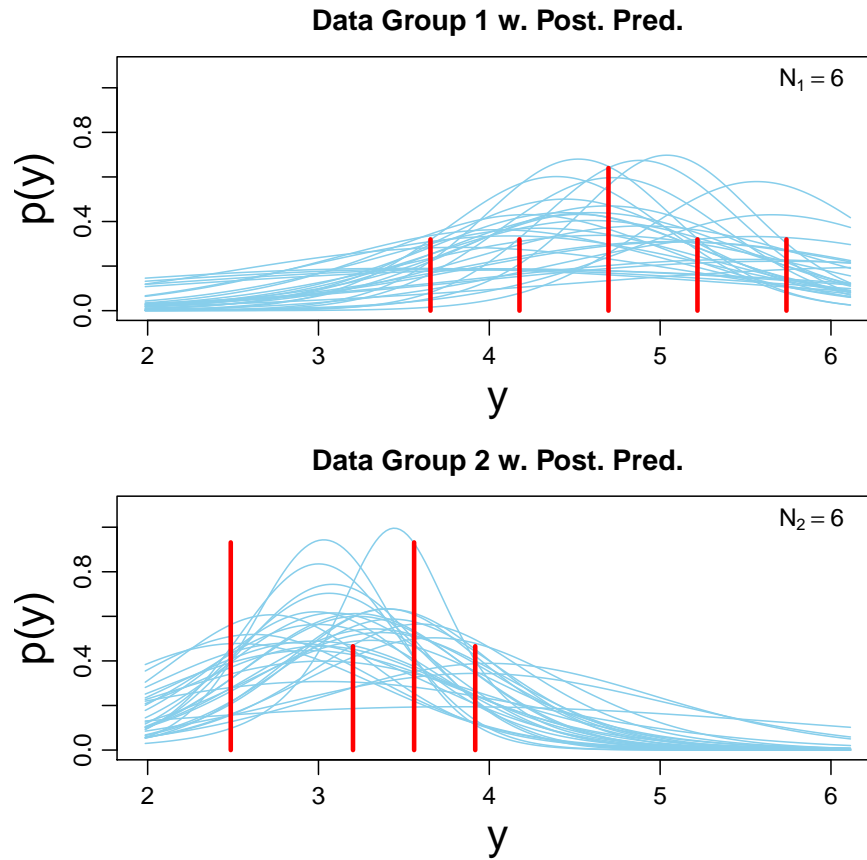 Data Group 1 w. Post. Pred.
N₁ = 6
p(y)
0.0 0.4 0.8
2 3 4 5 6
y
Data Group 2 w. Post. Pred.
N₂ = 6
p(y)
0.0 0.4 0.8
2 3 4 5 6
y